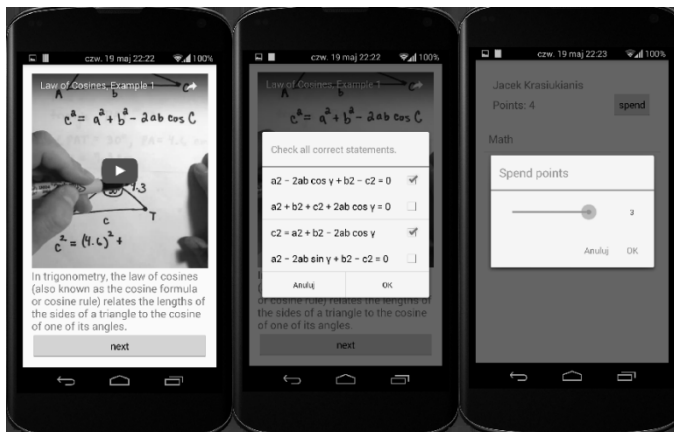 czw. 19 maj 22:22 100%
Law of Cosines, Example 1
A b C
c² = a² + b² - 2ab cos C
4.3
T
c
c² = (4.6)² +
In trigonometry, the law of cosines
(also known as the cosine formula
or cosine rule) relates the lengths of
the sides of a triangle to the cosine
of one of its angles.
next
czw. 19 maj 22:22 100%
Law of Cosines, Example 1
A b C
c² = a² + b² - 2ab cos C
Check all correct statements.
a2 - 2ab cos γ + b2 - c2 = 0
a2 + b2 + c2 + 2ab cos γ = 0
c2 = a2 + b2 - 2ab cos γ
a2 - 2ab sin γ + b2 - c2 = 0
Anuluj OK
or cosine rule) relates the lengths of
the sides of a triangle to the cosine
of one of its angles.
next
czw. 19 maj 22:23 100%
Jacek Krasiukianis
Points: 4 spend
Math
Spend points
3
Anuluj OK